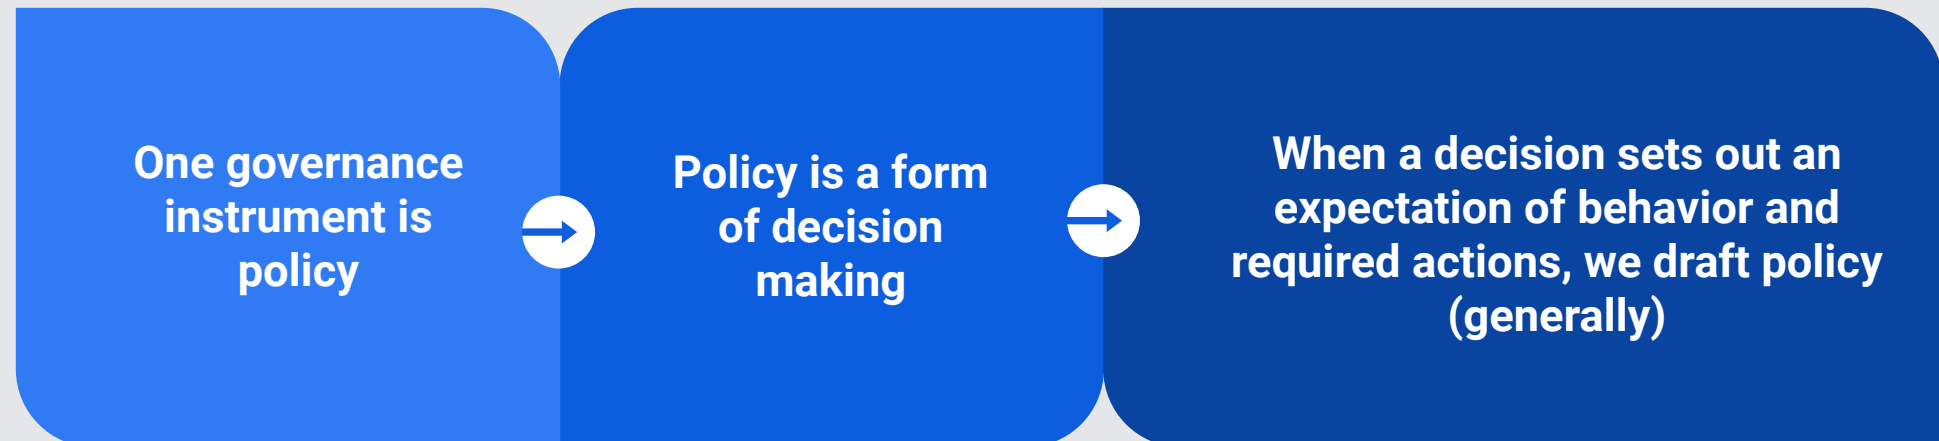 One governance
instrument is
policy
Policy is a form
of decision
making
When a decision sets out an
expectation of behavior and
required actions, we draft policy
(generally)